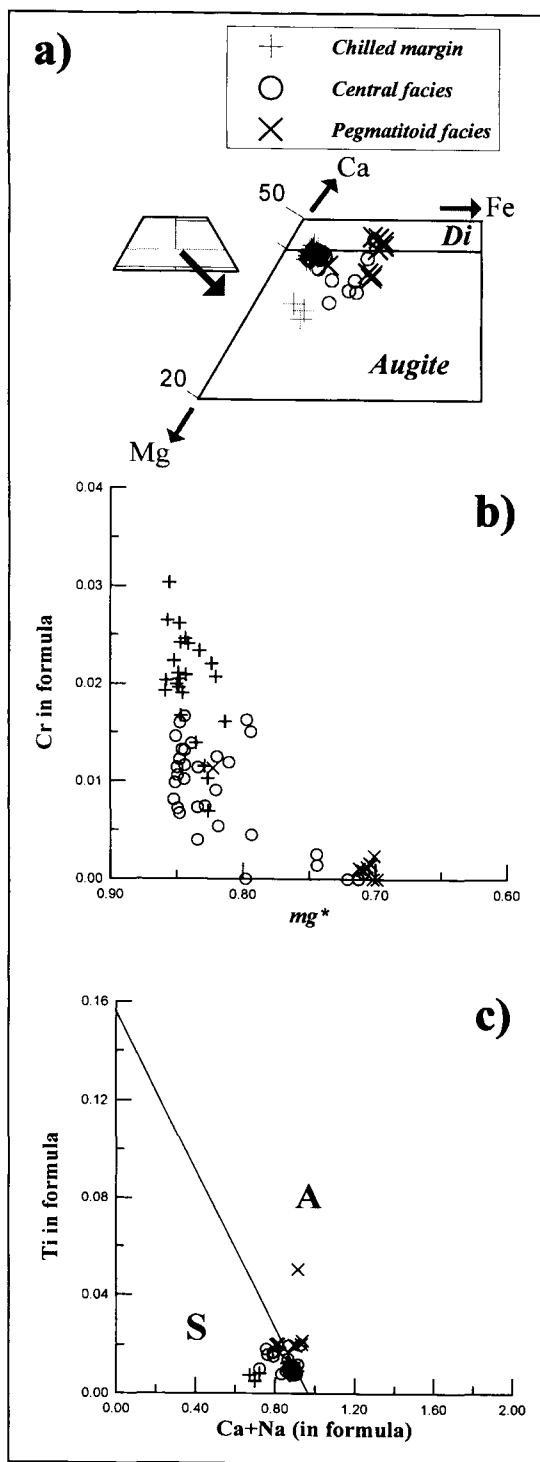 a)
Chilled margin
Central facies
Pegmatitoid facies
Ca
50
Fe
Di
20
Augite
Mg
b)
0.04
0.03
0.02
0.01
0.00
Cr in formula
0.90
0.80
0.70
0.60
mg*
c)
0.16
0.12
0.08
0.04
0.00
Ti in formula
A
S
0.00
0.40
0.80
1.20
1.60
2.00
Ca+Na (in formula)